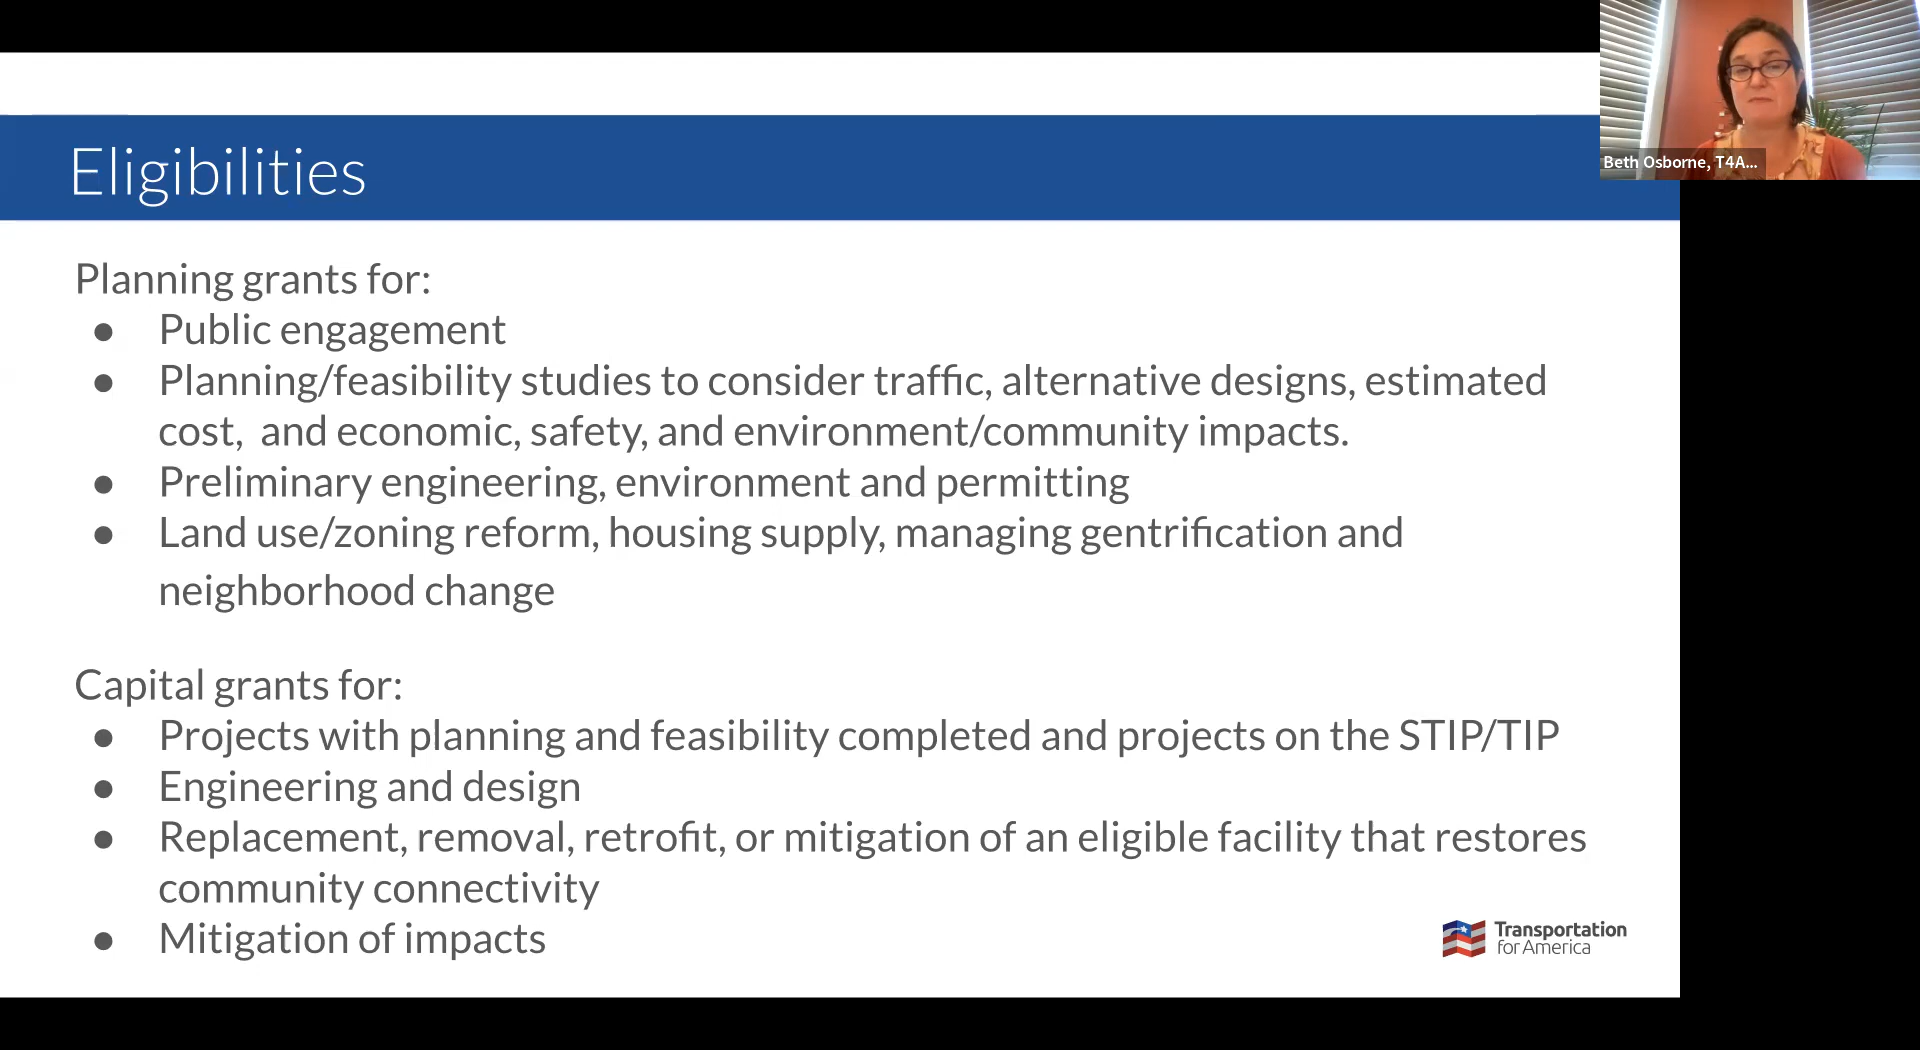 Beth Osborne, T4A...
Eligibilities
Planning grants for:
● Public engagement
● Planning/feasibility studies to consider traffic, alternative designs, estimated
cost,  and economic, safety, and environment/community impacts.
● Preliminary engineering, environment and permitting
● Land use/zoning reform, housing supply, managing gentrification and
neighborhood change
Capital grants for:
● Projects with planning and feasibility completed and projects on the STIP/TIP
● Engineering and design
● Replacement, removal, retrofit, or mitigation of an eligible facility that restores
community connectivity
● Mitigation of impacts
Transportation
for America